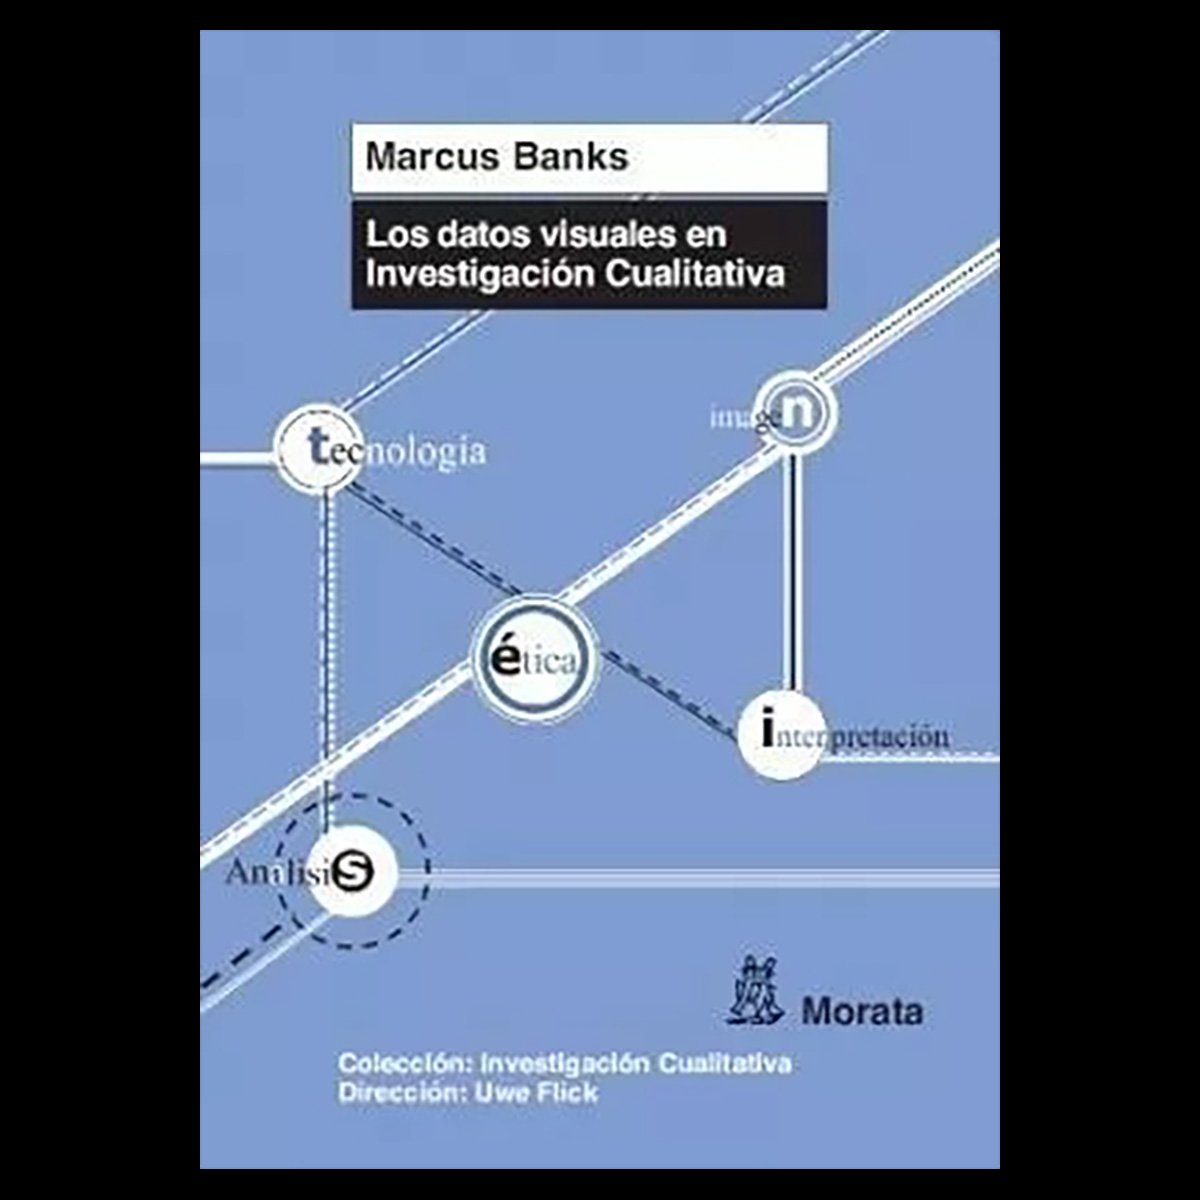 Marcus Banks
Los datos visuales en
Investigación Cualitativa
imagen
tecnología
ética
interpretación
Análisis
Morata
Colección: Investigación Cualitativa
Dirección: Uwe Flick